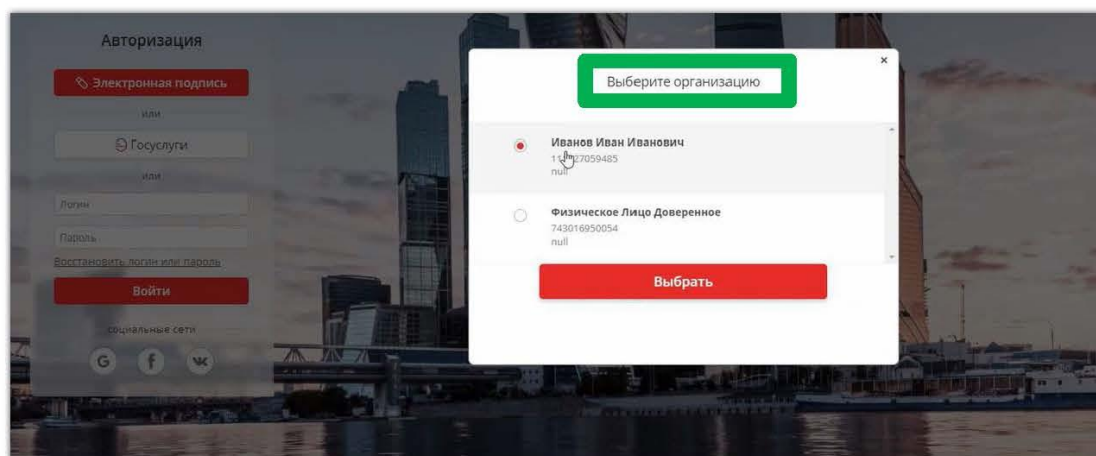 Авторизация
Электронная подпись
или
Госуслуги
или
Логин
Пароль
Восстановить логин или пароль
Войти
социальные сети
G f
Выберите организацию
×
Иванов Иван Иванович
null
Физическое Лицо Доверенное
743016950054
null
Выбрать